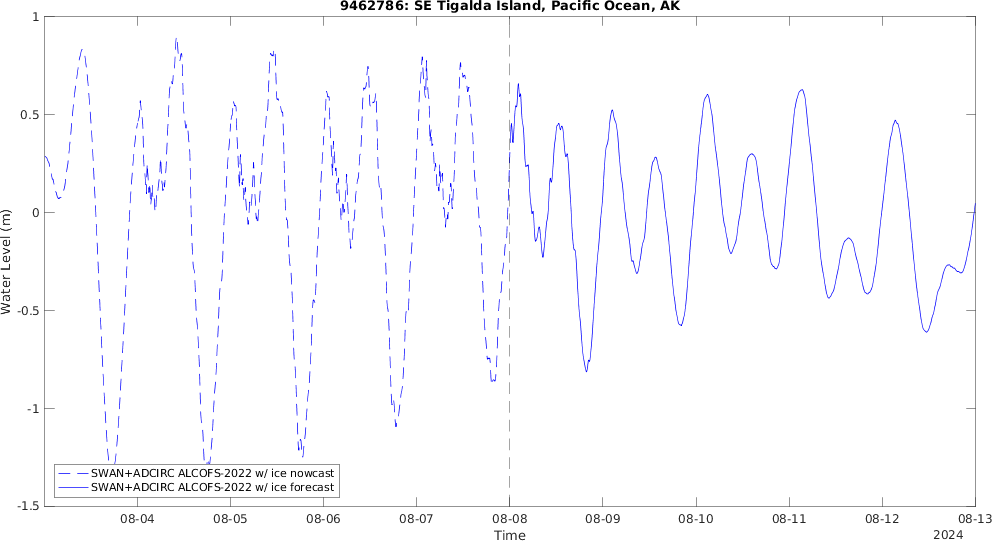 9462786: SE Tigalda Island, Pacific Ocean, AK
1
0.5
0
-0.5
-1
-1.5
Water Level (m)
SWAN+ADCIRC ALCOFS-2022 w/ ice nowcast
SWAN+ADCIRC ALCOFS-2022 w/ ice forecast
08-04 08-05 08-06 08-07 08-08 08-09 08-10 08-11 08-12 08-13
Time
2024